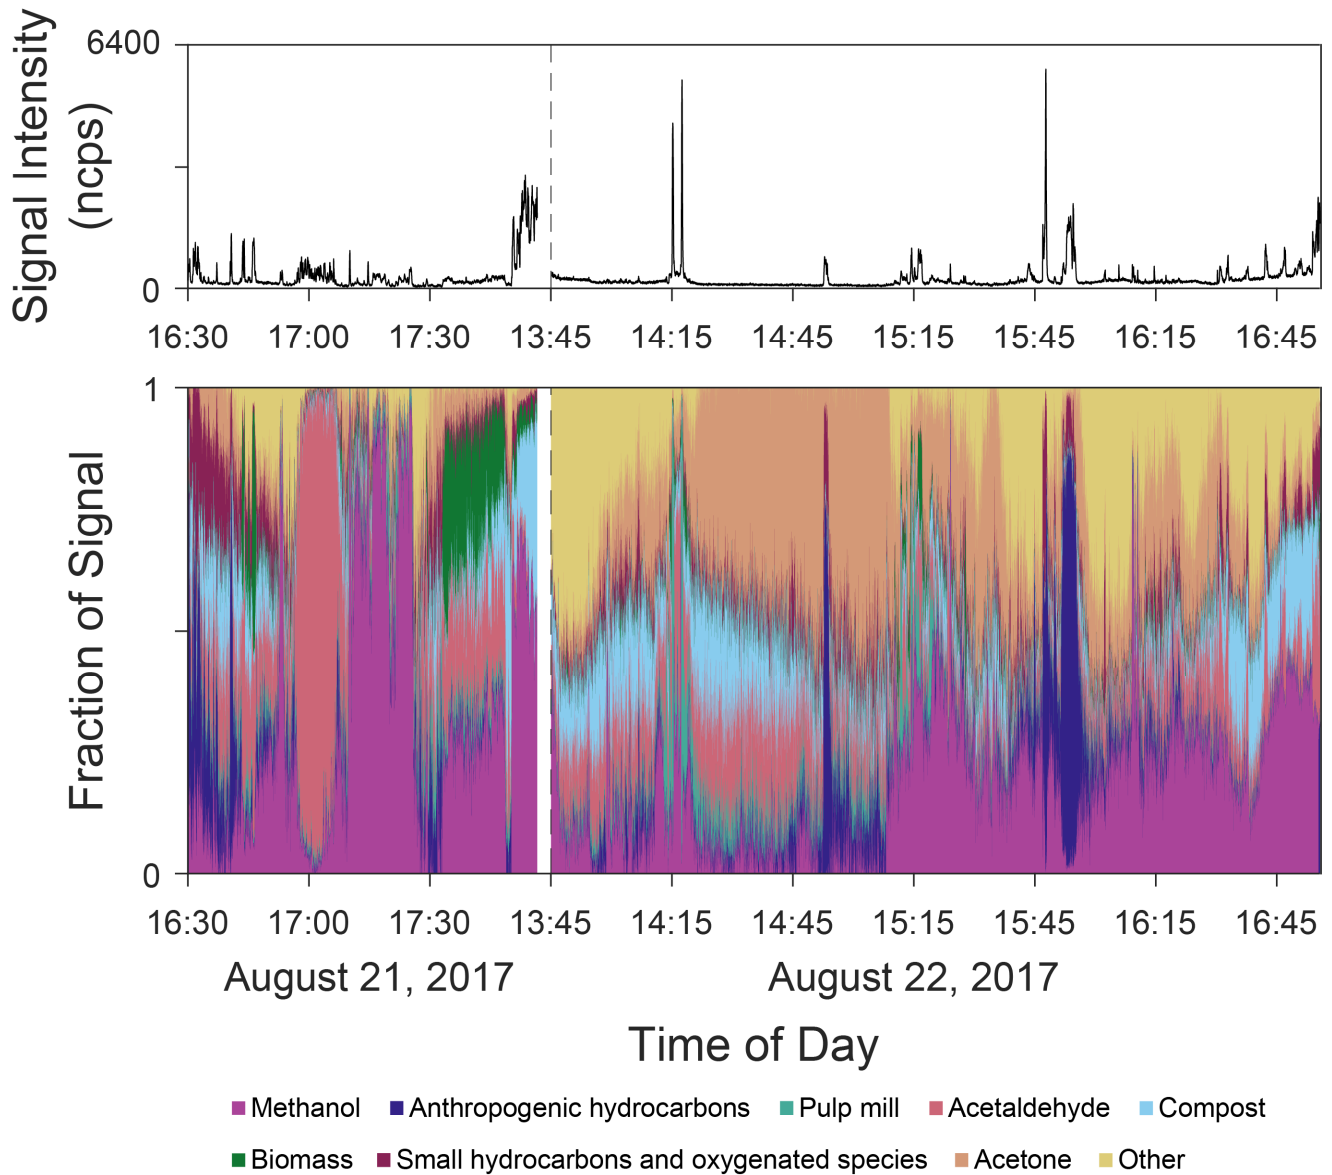 Signal Intensity
(ncps)
6400
0
16:30 17:00 17:30 13:45 14:15 14:45 15:15 15:45 16:15 16:45
Fraction of Signal
1
0
16:30 17:00 17:30 13:45 14:15 14:45 15:15 15:45 16:15 16:45
August 21, 2017 August 22, 2017
Time of Day
Methanol Anthropogenic hydrocarbons Pulp mill Acetaldehyde Compost
Biomass Small hydrocarbons and oxygenated species Acetone Other